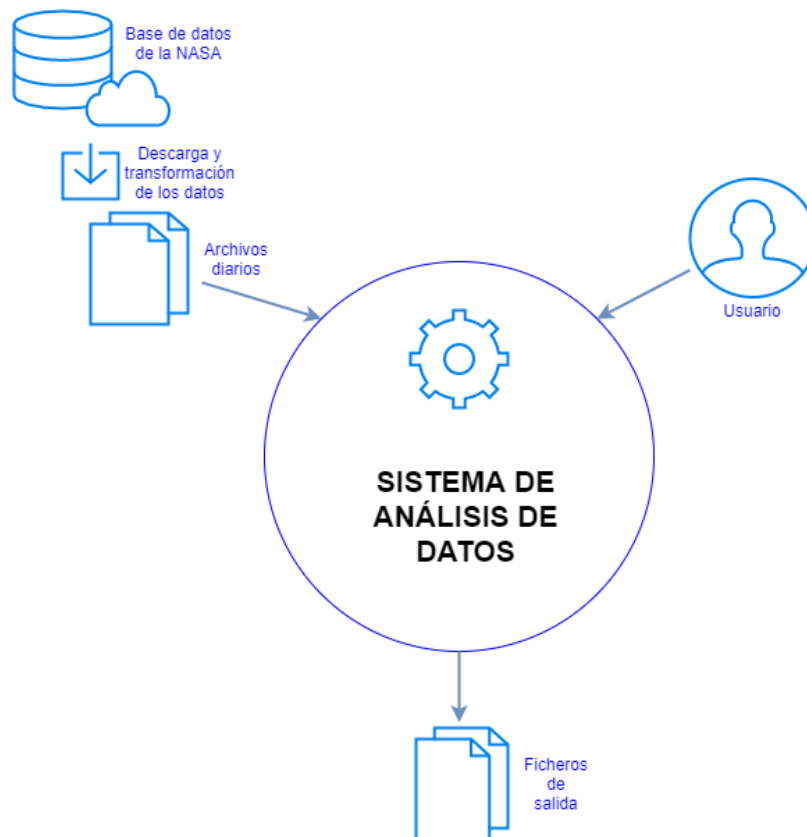 Base de datos
de la NASA
Descarga y
transformación
de los datos
Archivos
diarios
Usuario
SISTEMA DE
ANÁLISIS DE
DATOS
Ficheros
de
salida